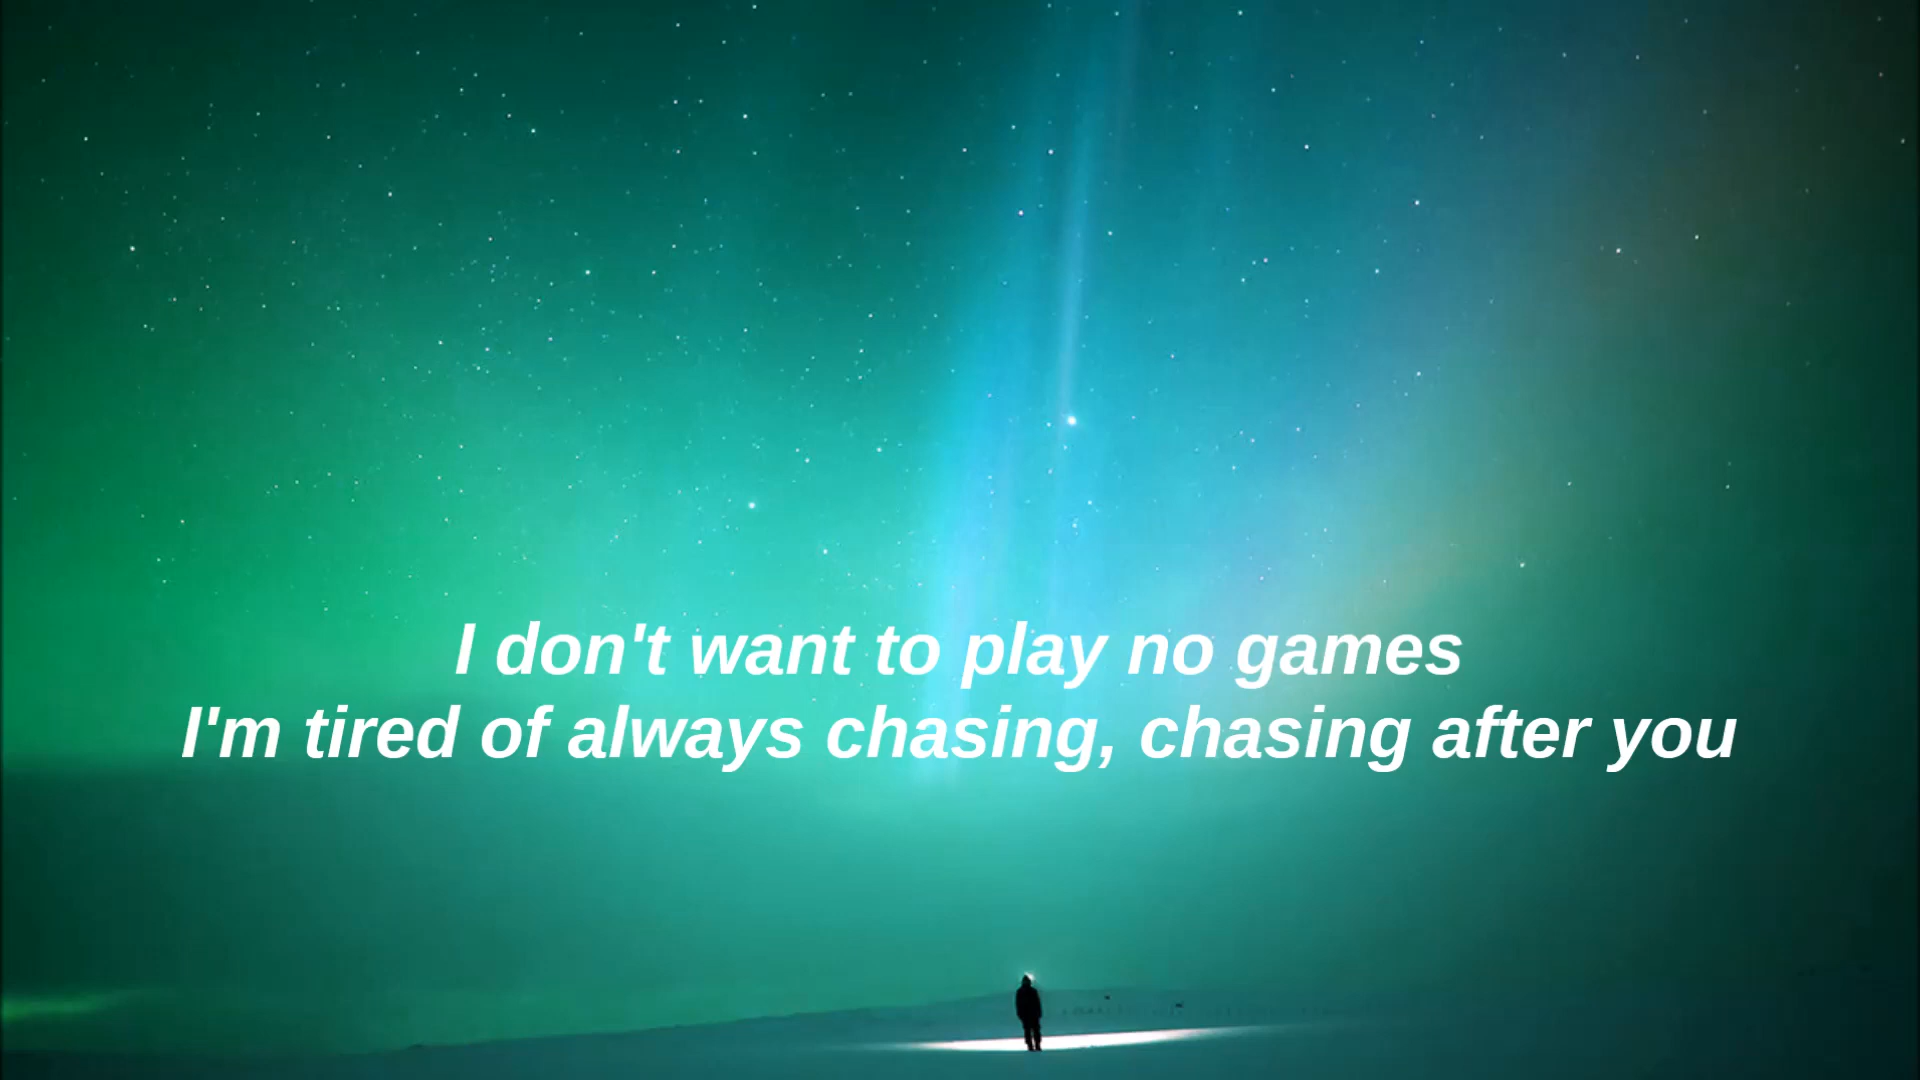 I don't want to play no games
I'm tired of always chasing, chasing after you